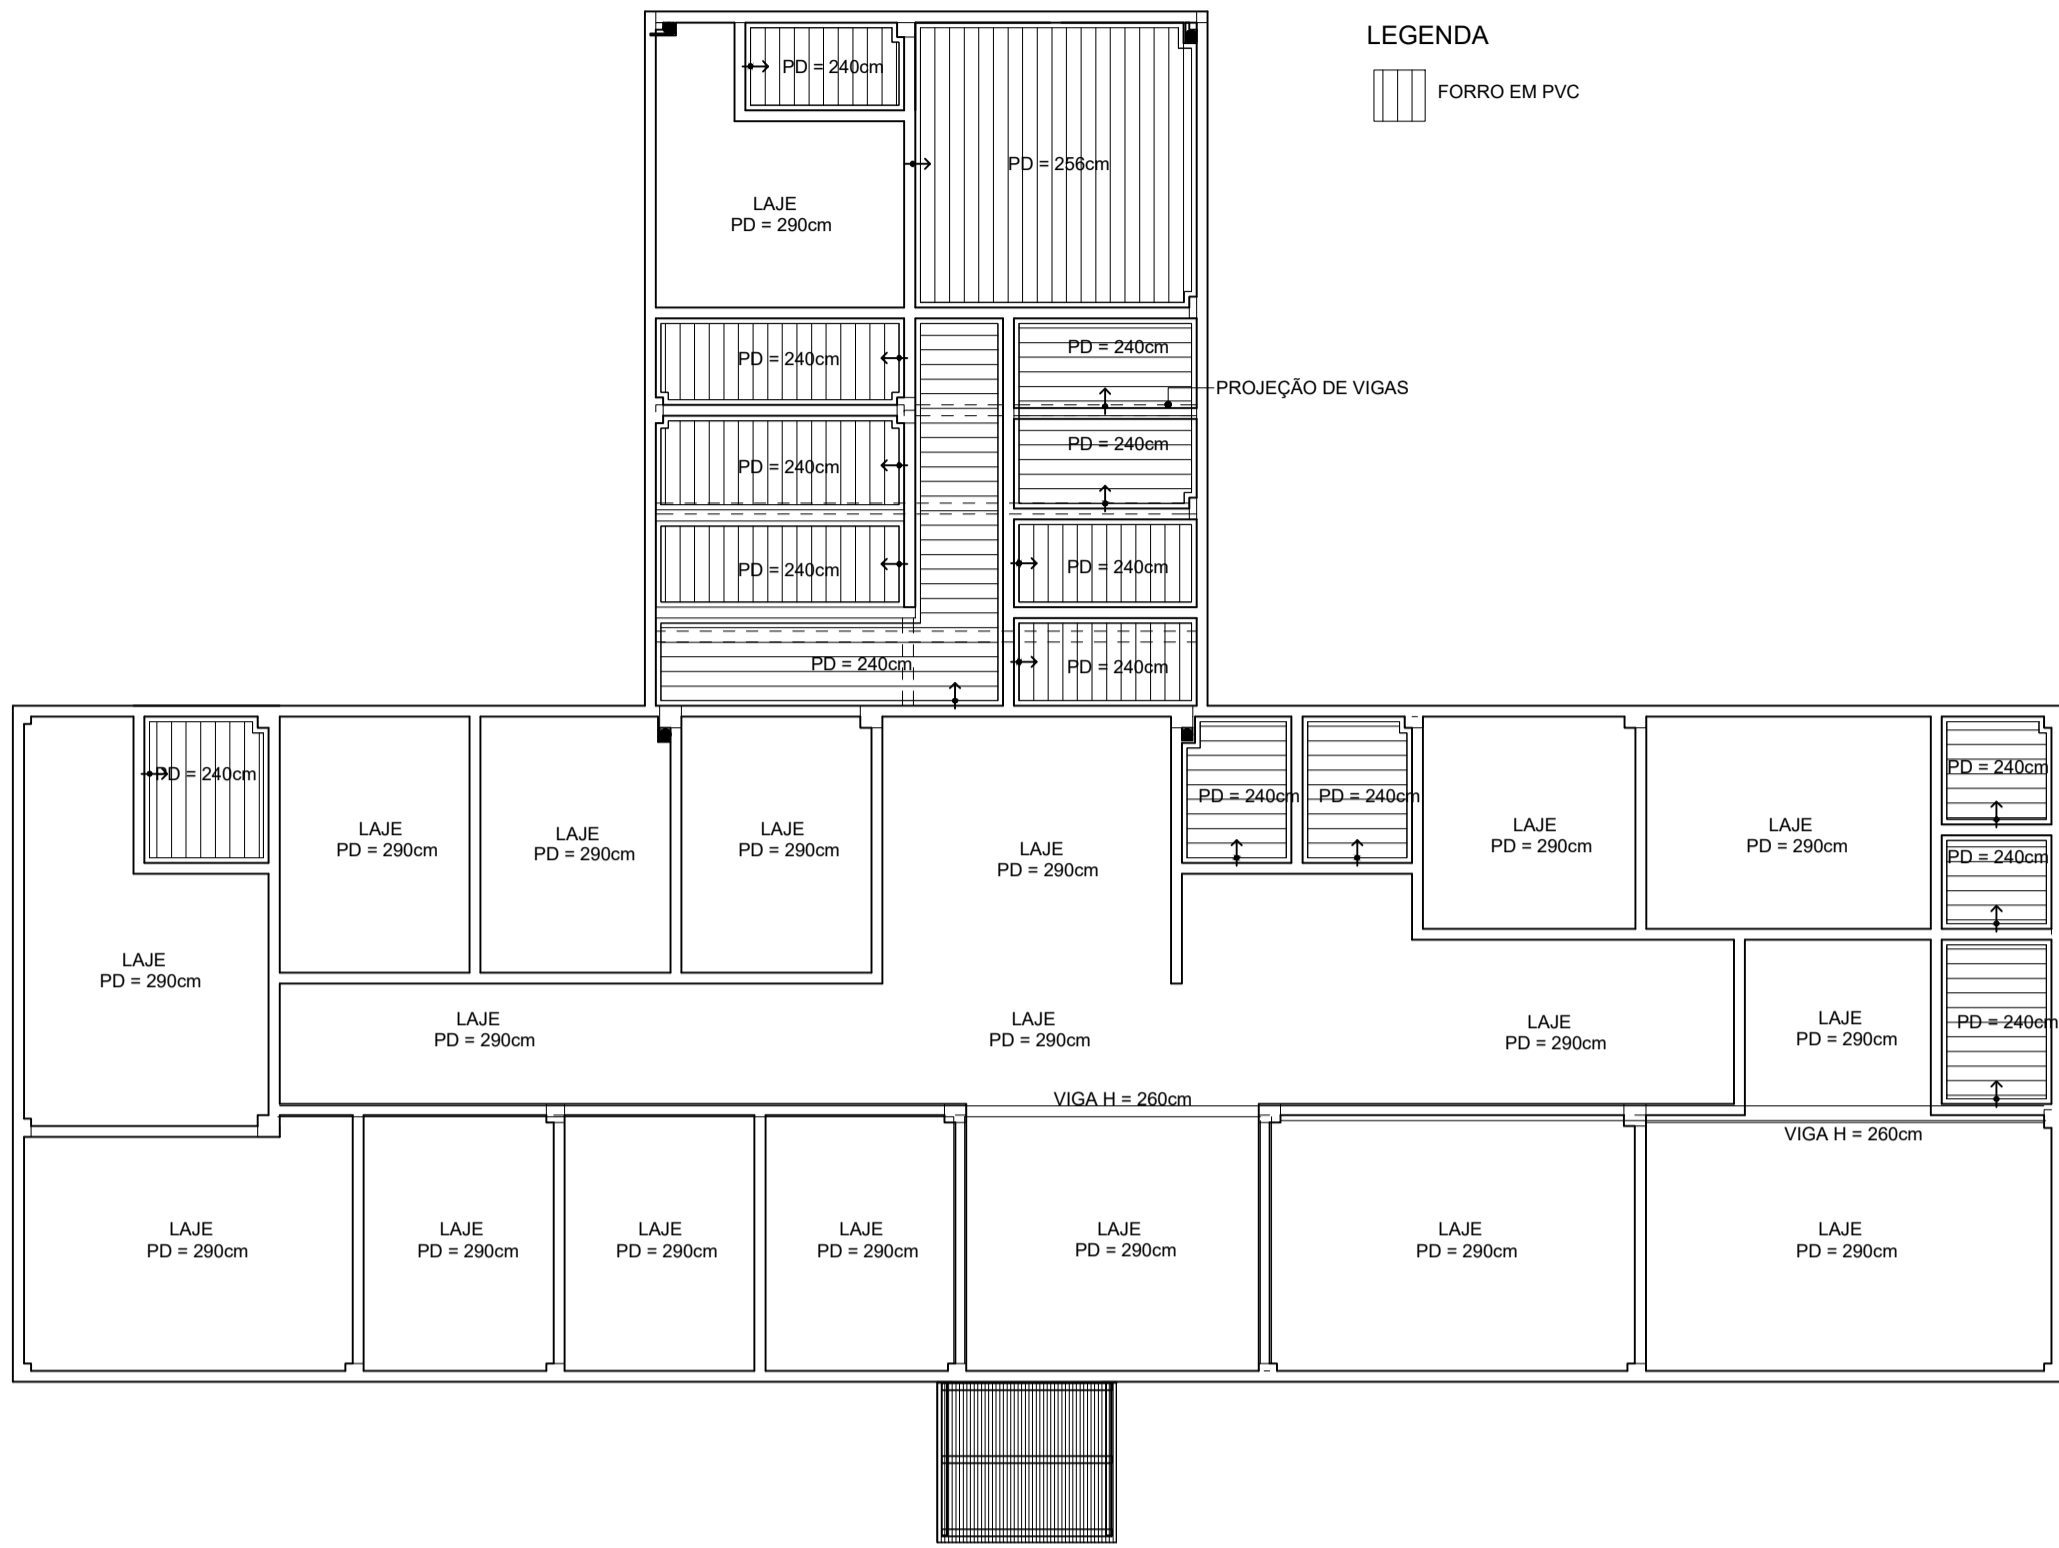 LEGENDA
FORRO EM PVC
PD = 240cm
PD = 256cm
LAJE
PD = 290cm
PD = 240cm
PD = 240cm
PROJEÇÃO DE VIGAS
PD = 240cm
PD = 240cm
PD = 240cm
PD = 240cm
PD = 240cm
PD = 240cm
PD = 240cm
PD = 240cm
PD = 240cm
PD = 240cm
PD = 240cm
LAJE
PD = 290cm
LAJE
PD = 290cm
LAJE
PD = 290cm
LAJE
PD = 290cm
LAJE
PD = 290cm
LAJE
PD = 290cm
PD = 240cm
LAJE
PD = 290cm
LAJE
PD = 290cm
LAJE
PD = 290cm
LAJE
PD = 290cm
LAJE
PD = 290cm
PD = 240cm
VIGA H = 260cm
VIGA H = 260cm
LAJE
PD = 290cm
LAJE
PD = 290cm
LAJE
PD = 290cm
LAJE
PD = 290cm
LAJE
PD = 290cm
LAJE
PD = 290cm
LAJE
PD = 290cm